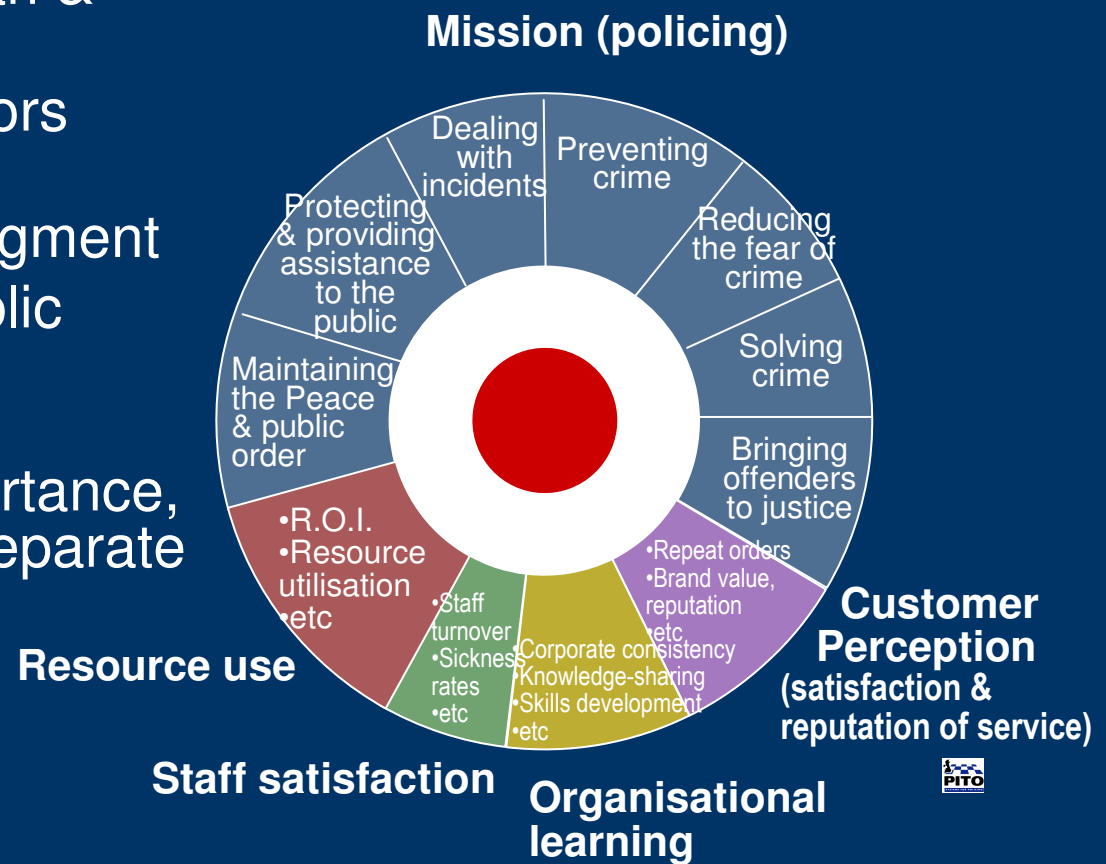 Mission (policing)
ors
gment
lic
rtance,
eparate
Dealing
with
incidents
Preventing
crime
Reducing
the fear of
crime
Solving
crime
Bringing
offenders
to justice
Protecting
& providing
assistance
to the
public
Maintaining
the Peace
& public
order
•R.O.I.
•Resource
utilisation
•etc
•Staff
turnover
•Sickness
rates
•etc
•Corporate consistency
•Knowledge-sharing
•Skills development
•etc
•Repeat orders
•Brand value,
reputation
•etc
Resource use
Staff satisfaction
Organisational
learning
Customer
Perception
(satisfaction &
reputation of service)
PITO